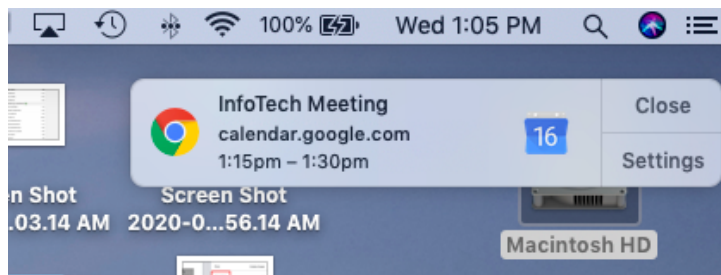 100% Wed 1:05 PM
InfoTech Meeting
calendar.google.com
1:15pm – 1:30pm
16
Close
Settings
en Shot
.03.14 AM
Screen Shot
2020-0...56.14 AM
Macintosh HD